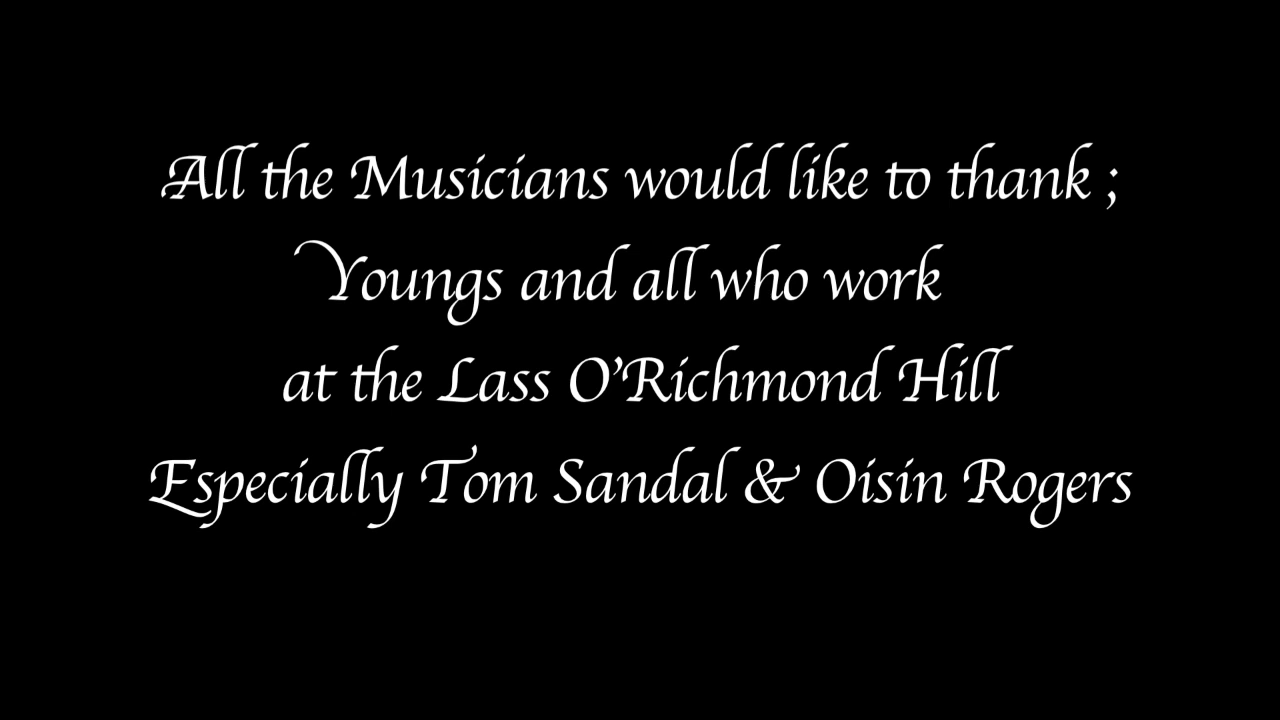 All the Musicians would like to thank ;
Youngs and all who work
at the Lass O'Richmond Hill
Especially Tom Sandal & Oisin Rogers